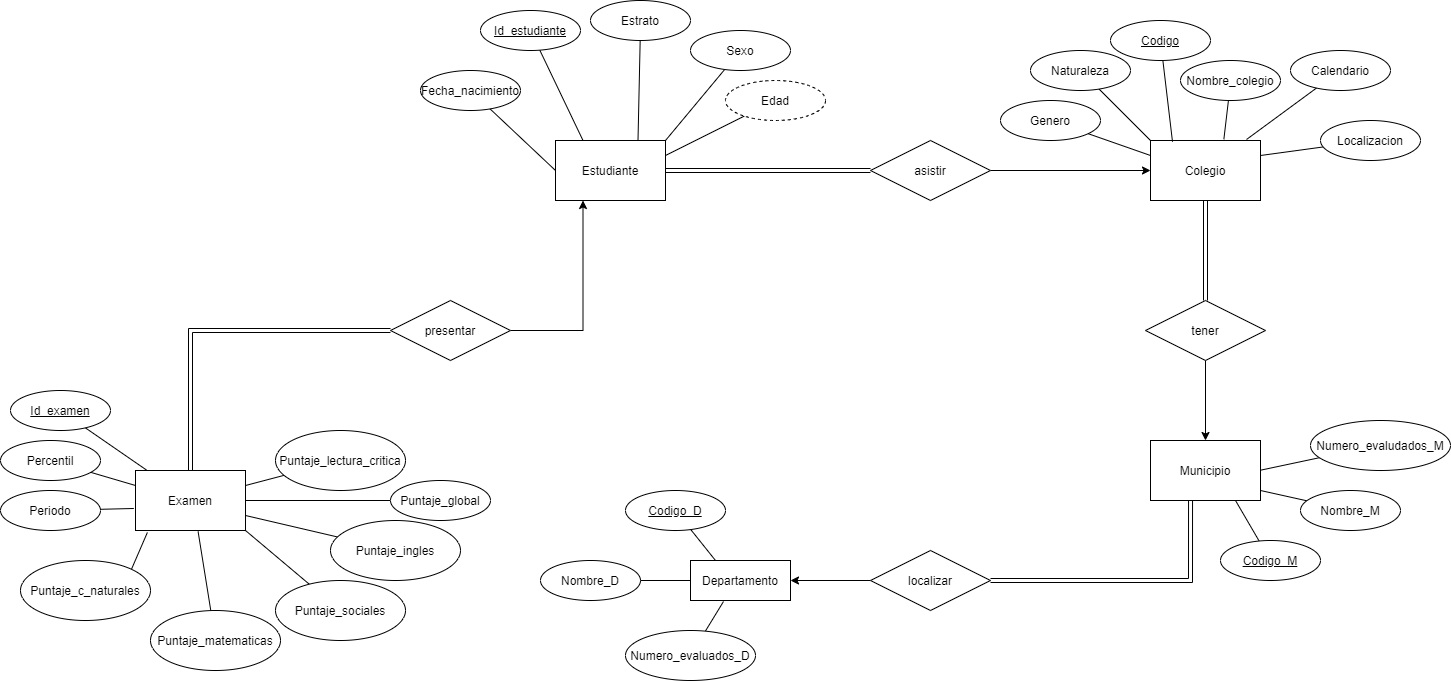 Id_estudiante
Estrato
Sexo
Fecha_nacimiento
Edad
Estudiante
asistir
Codigo
Naturaleza
Nombre_colegio
Calendario
Genero
Localizacion
Colegio
presentar
tener
Id_examen
Percentil
Periodo
Examen
Puntaje_lectura_critica
Puntaje_global
Puntaje_ingles
Puntaje_c_naturales
Puntaje_sociales
Puntaje_matematicas
Municipio
Numero_evaludados_M
Nombre_M
Codigo_M
localizar
Codigo_D
Nombre_D
Departamento
Numero_evaluados_D